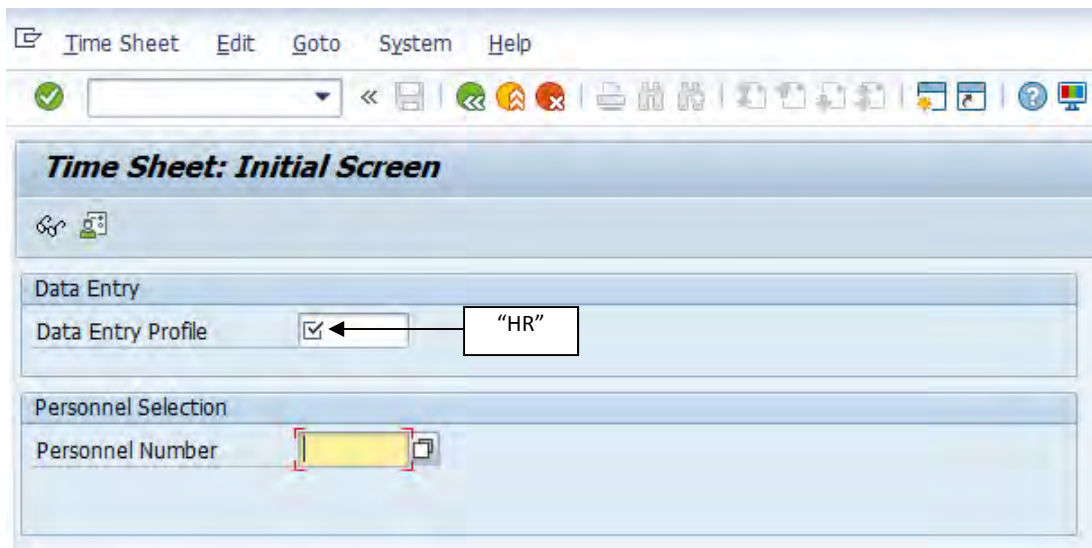 Time Sheet Edit Goto System Help
Time Sheet: Initial Screen
Data Entry
Data Entry Profile “HR”
Personnel Selection
Personnel Number